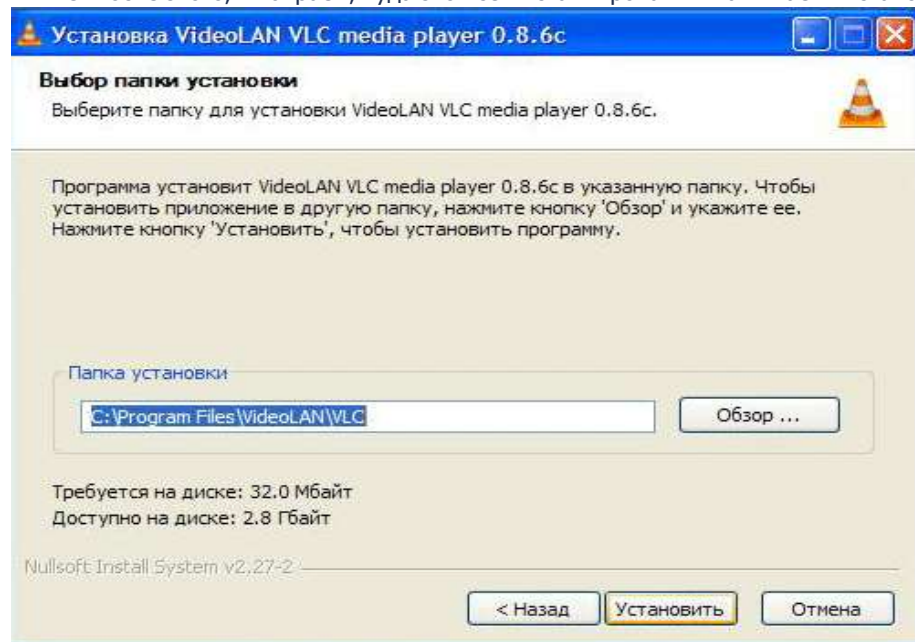 Установка VideoLAN VLC media player 0.8.6c
Выбор папки установки
Выберите папку для установки VideoLAN VLC media player 0.8.6c.
Программа установит VideoLAN VLC media player 0.8.6c в указанную папку. Чтобы
установить приложение в другую папку, нажмите кнопку 'Обзор' и укажите ее.
Нажмите кнопку 'Установить', чтобы установить программу.
Папка установки
C:\Program Files\VideoLAN\VLC
Обзор ...
Требуется на диске: 32.0 Мбайт
Доступно на диске: 2.8 Гбайт
Nullsoft Install System v2.27-2
< Назад
Установить
Отмена